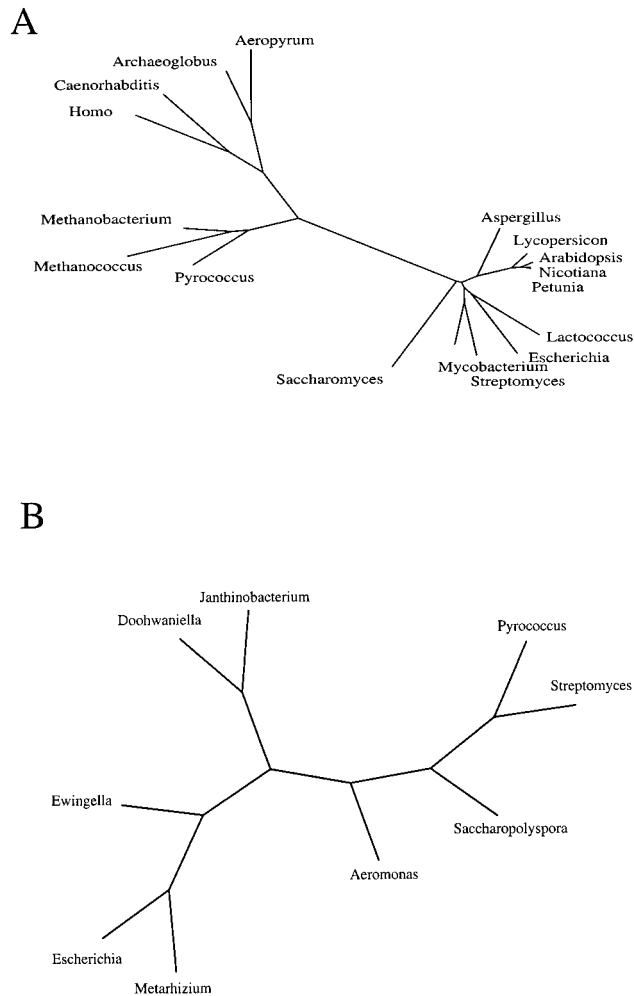 A
Aeropyrum
Archaeoglobus
Caenorhabditis
Homo
Methanobacterium
Methanococcus
Pyrococcus
Aspergillus
Lycopersicon
Arabidopsis
Nicotiana
Petunia
Lactococcus
Escherichia
Mycobacterium
Streptomyces
Saccharomyces
B
Janthinobacterium
Doohwaniella
Pyrococcus
Streptomyces
Ewingella
Saccharopolyspora
Aeromonas
Escherichia
Metarhizium